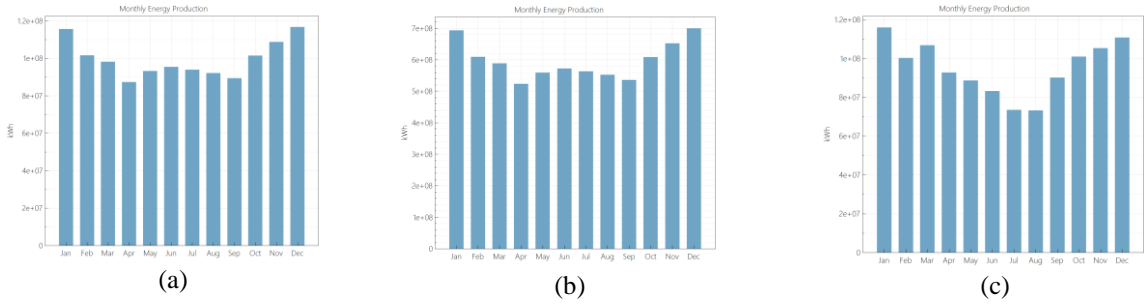 Monthly Energy Production
1.2e+08
1e+08
8e+07
6e+07
4e+07
2e+07
0
kWh
Jan Feb Mar Apr May Jun Jul Aug Sep Oct Nov Dec
(a)
Monthly Energy Production
7e+08
6e+08
5e+08
4e+08
3e+08
2e+08
1e+08
0
kWh
Jan Feb Mar Apr May Jun Jul Aug Sep Oct Nov Dec
(b)
Monthly Energy Production
1.2e+08
1e+08
8e+07
6e+07
4e+07
2e+07
0
kWh
Jan Feb Mar Apr May Jun Jul Aug Sep Oct Nov Dec
(c)